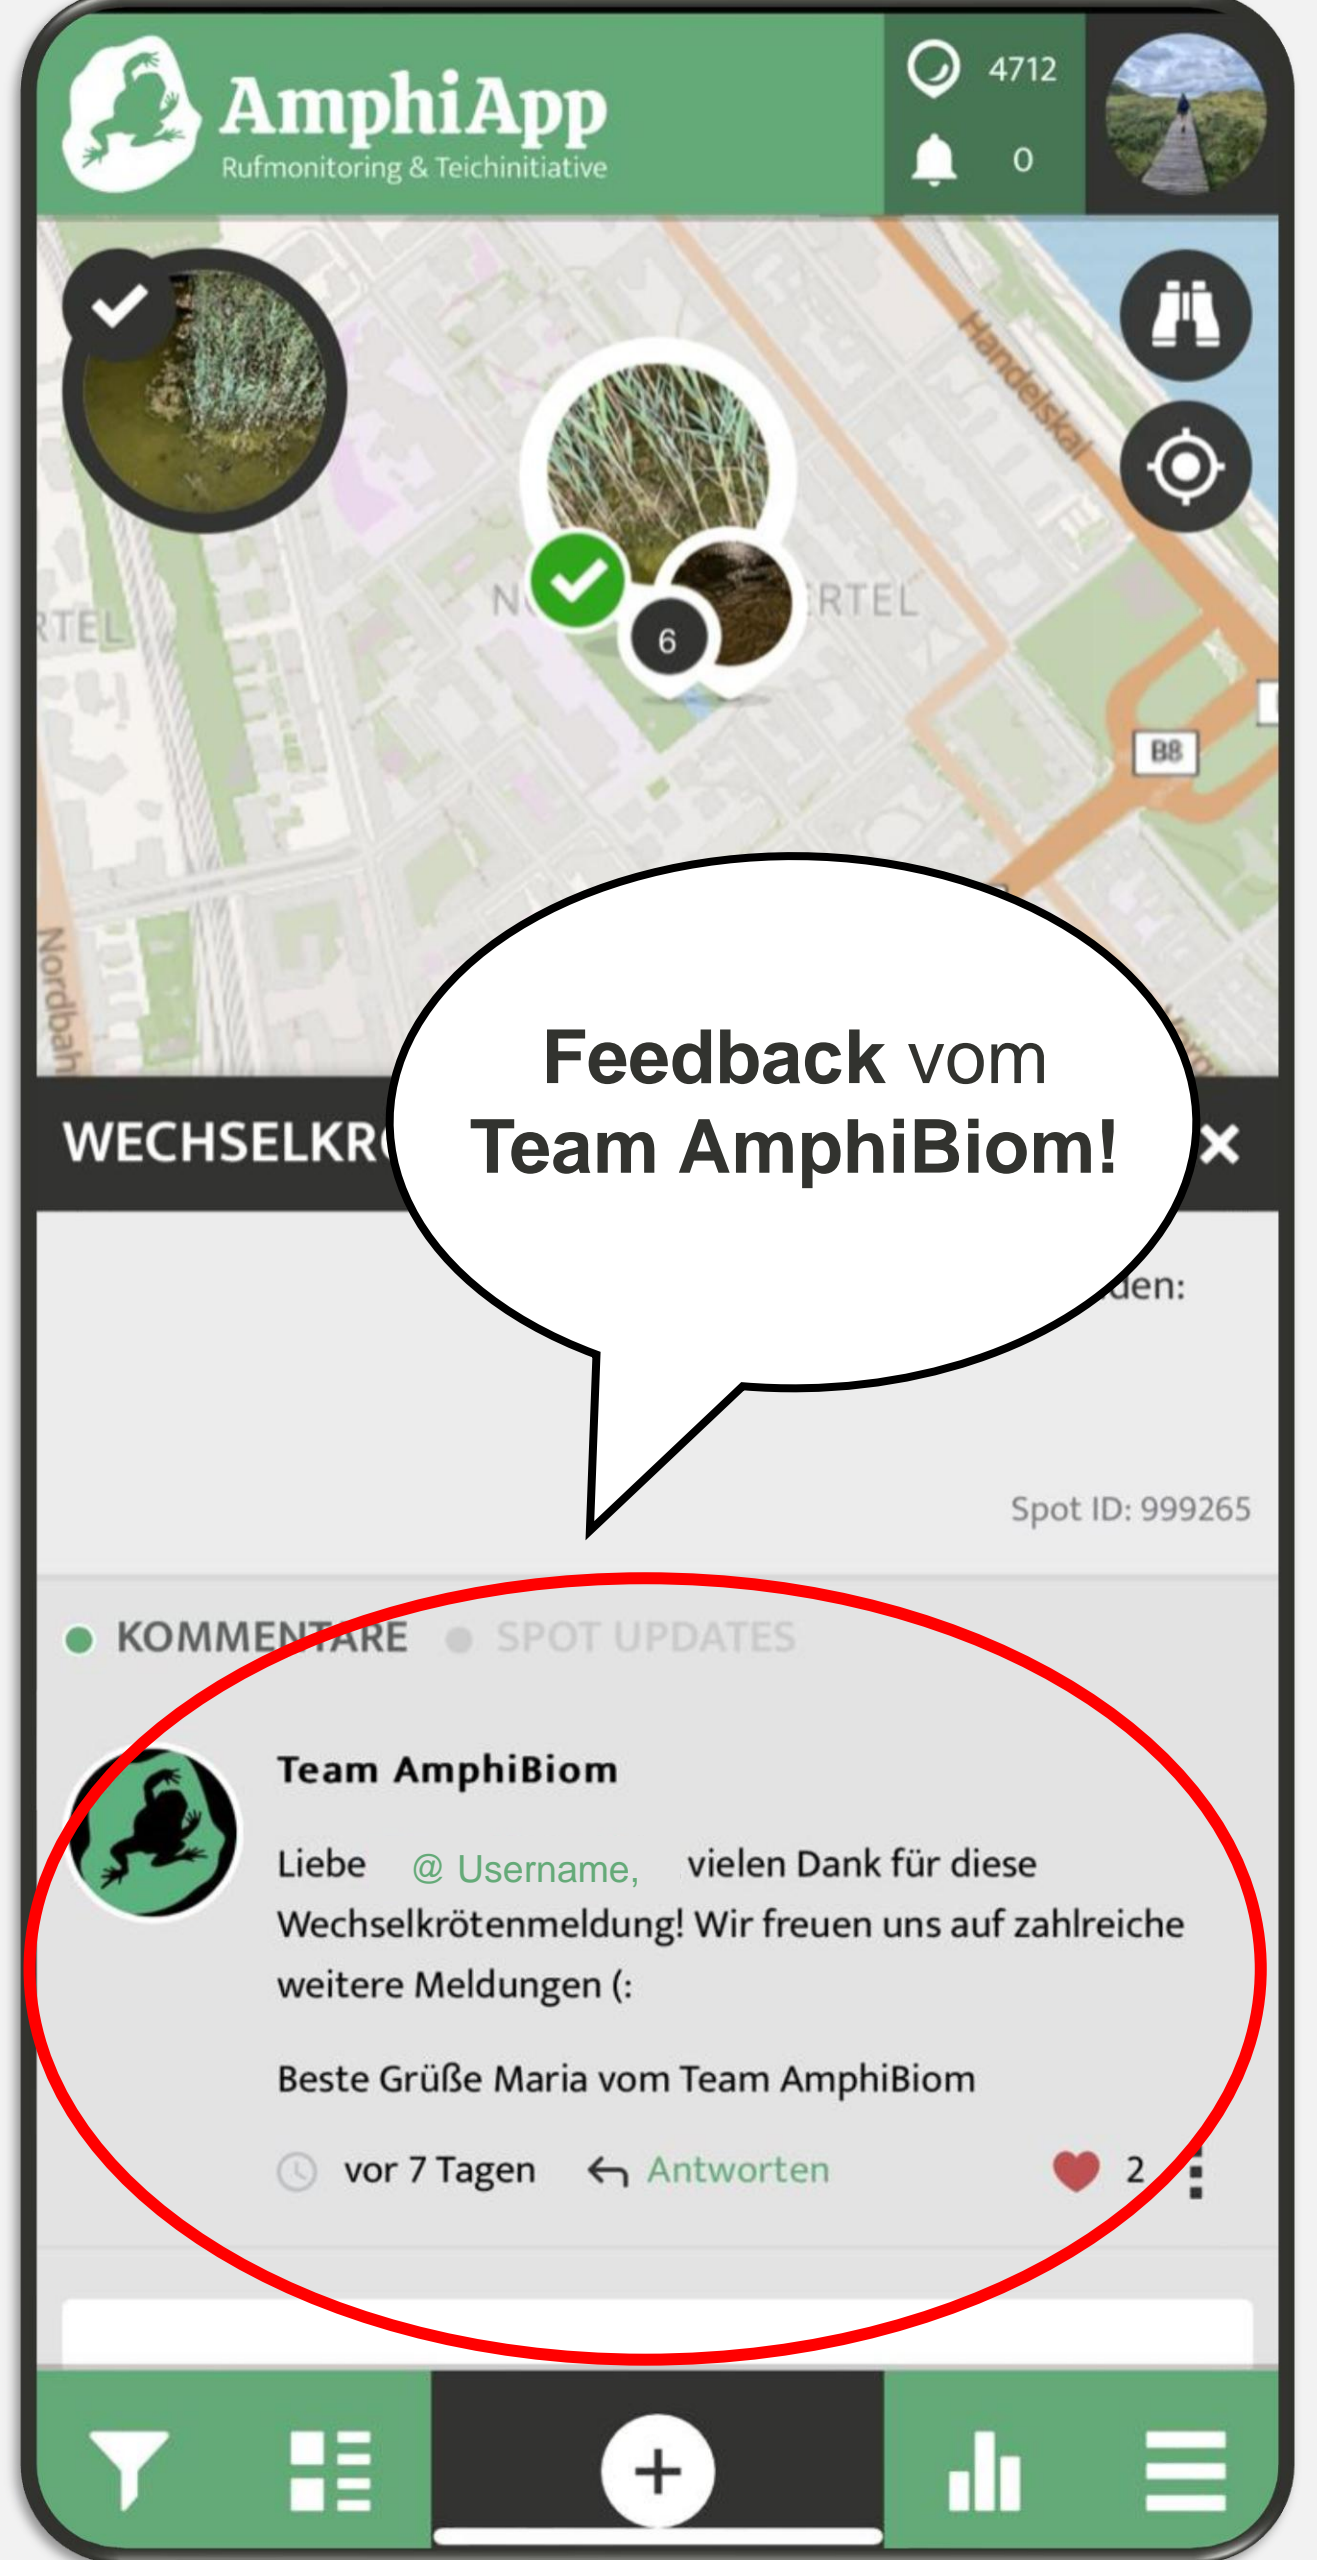 AmphiApp
Rufmonitoring & Teichinitiative
4712
0
Handelskai
RTEL
RTEL
6
B8
Nordbahn
Feedback vom
Team AmphiBiom!
WECHSELKR
den:
Spot ID: 999265
KOMMENTARE SPOT UPDATES
Team AmphiBiom
Liebe @ Username, vielen Dank für diese
Wechselkrötenmeldung! Wir freuen uns auf zahlreiche
weitere Meldungen (:
Beste Grüße Maria vom Team AmphiBiom
vor 7 Tagen Antworten 2